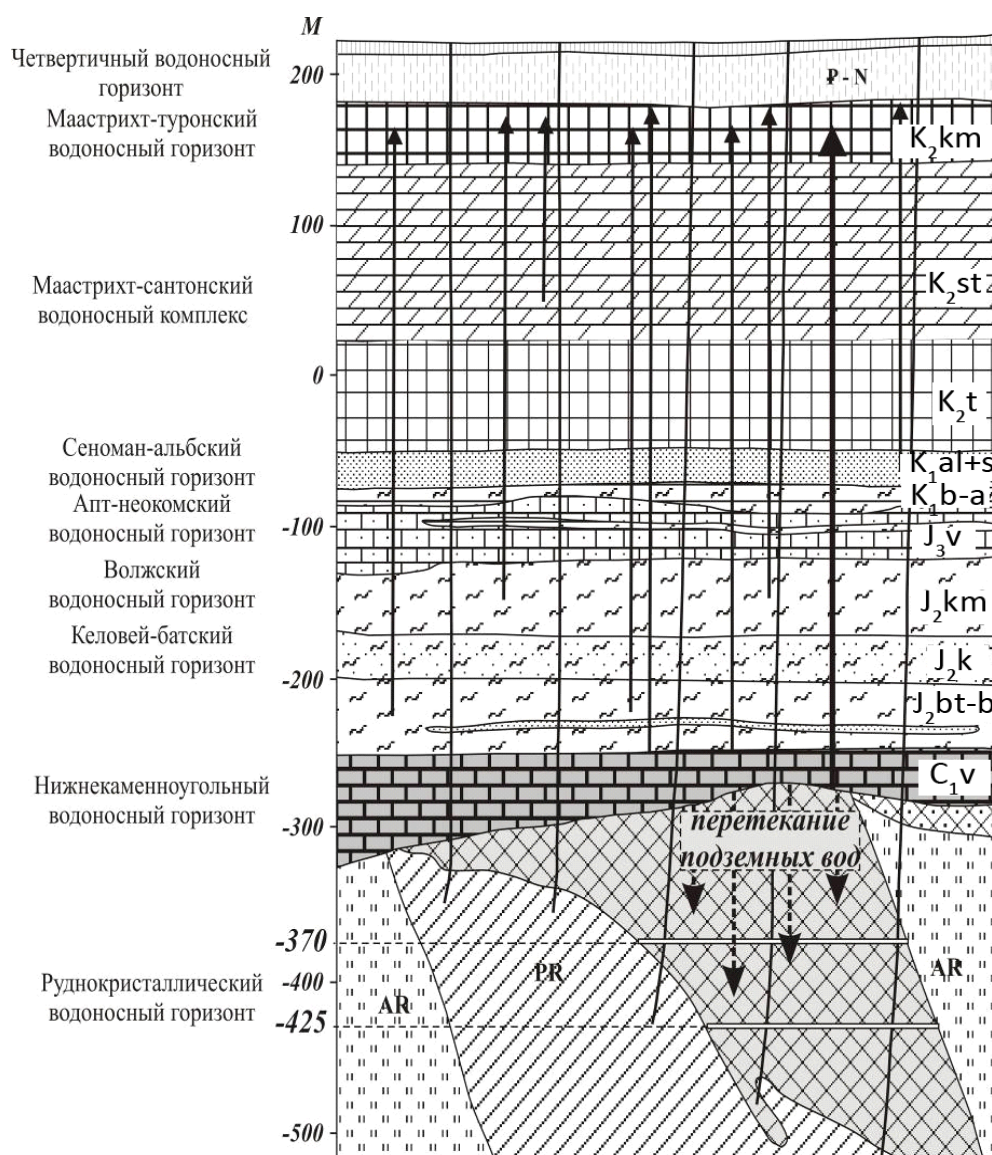 М
Четвертичный водоносный
горизонт
200
P - N
Маастрихт-туронский
водоносный горизонт
K₂km
100
Маастрихт-сантонский
водоносный комплекс
K₂st
0
K₂t
Сеноман-альбский
водоносный горизонт
K₁al+s
Апт-неокомский
водоносный горизонт
K₁b-a
-100
J₃v
Волжский
водоносный горизонт
J₂km
Келовей-батский
водоносный горизонт
J₂k
-200
J₂bt-b
Нижнекаменноугольный
водоносный горизонт
C₁v
-300
перетекание
подземных вод
-370
Руднокристаллический
водоносный горизонт
-400
PR
AR
AR
-425
-500